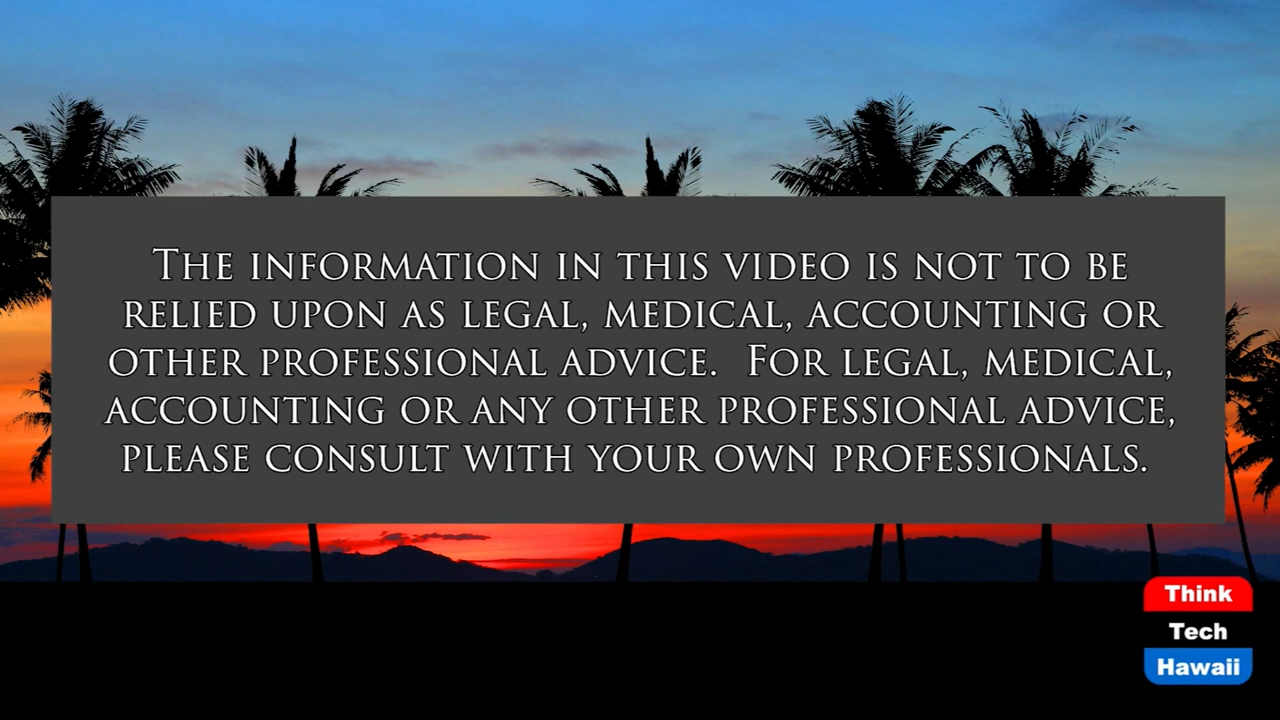 The information in this video is not to be
relied upon as legal, medical, accounting or
other professional advice.  For legal, medical,
accounting or any other professional advice,
please consult with your own professionals.
Think
Tech
Hawaii